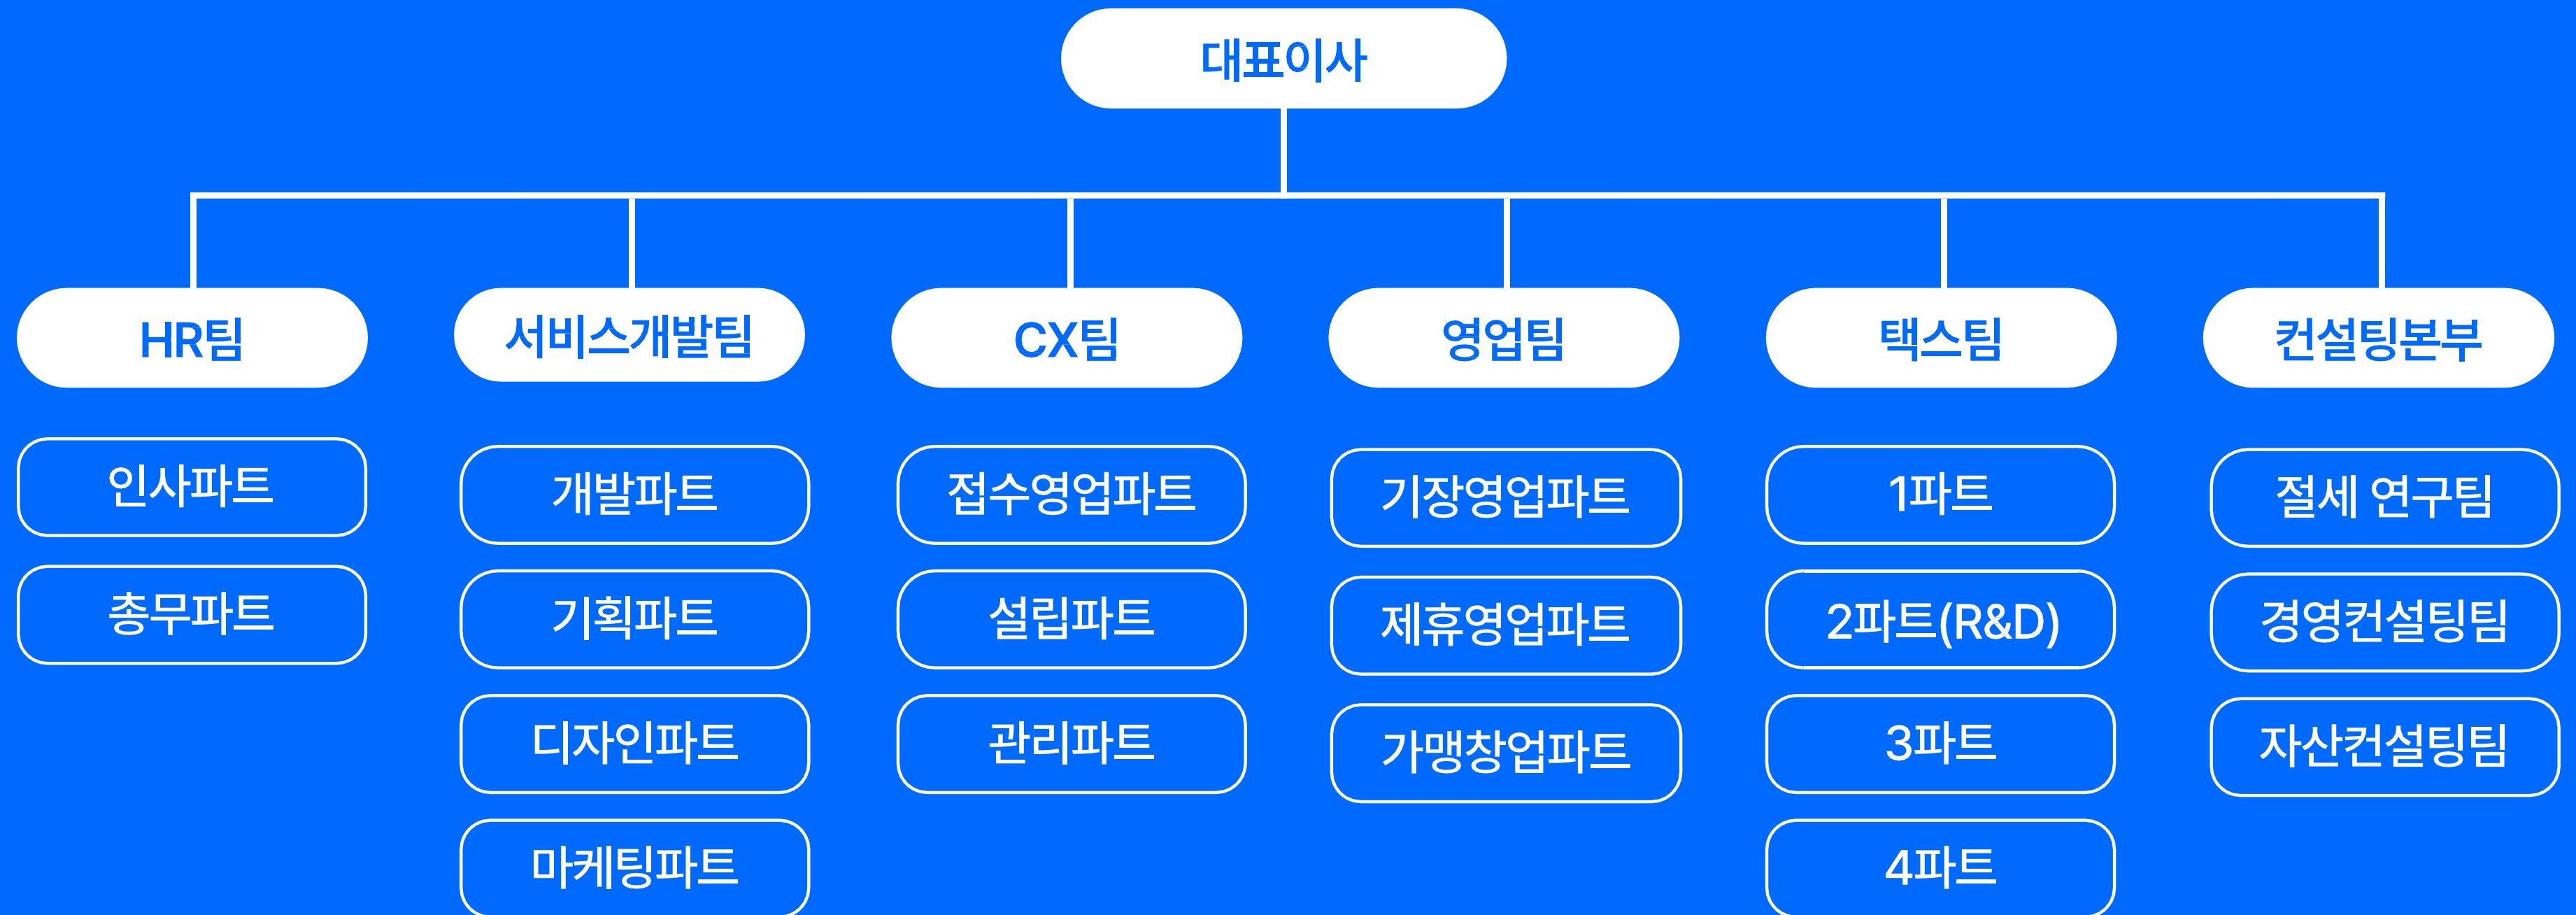 대표이사
HR팀
서비스개발팀
CX팀
영업팀
택스팀
컨설팅본부
인사파트
총무파트
개발파트
기획파트
디자인파트
마케팅파트
접수영업파트
설립파트
관리파트
기장영업파트
제휴영업파트
가맹창업파트
1파트
2파트(R&D)
3파트
4파트
절세 연구팀
경영컨설팅팀
자산컨설팅팀